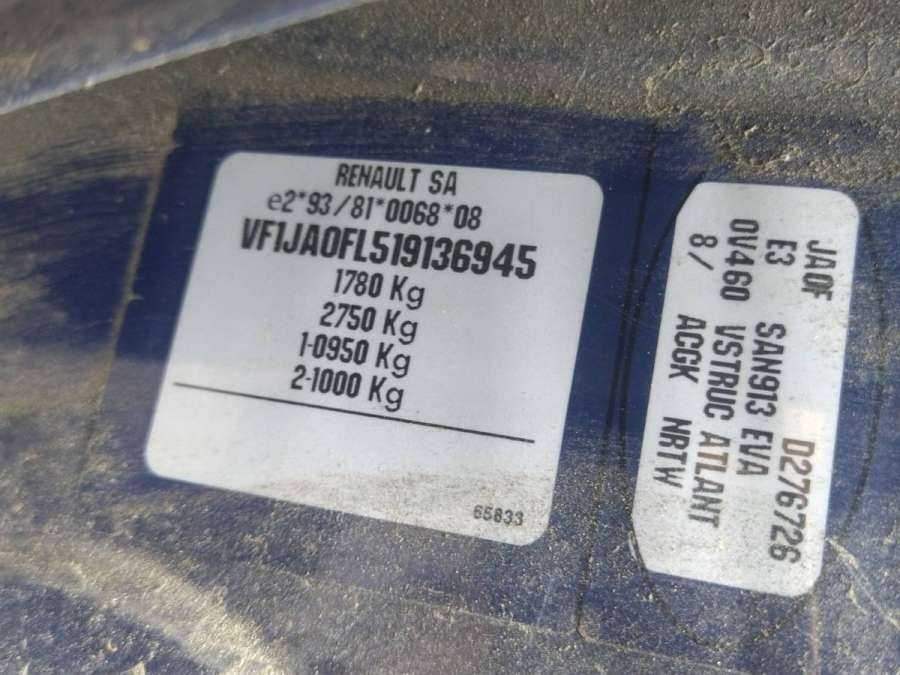 RENAULT SA
e2*93/81*0068*08
VF1JA0FL519136945
1780 Kg
2750 Kg
1-0950 Kg
2-1000 Kg
65833
JA0F D276726
E3 SAN913 EVA
0V460 VSTRUC ATLANT
8/ ACGK NRTW